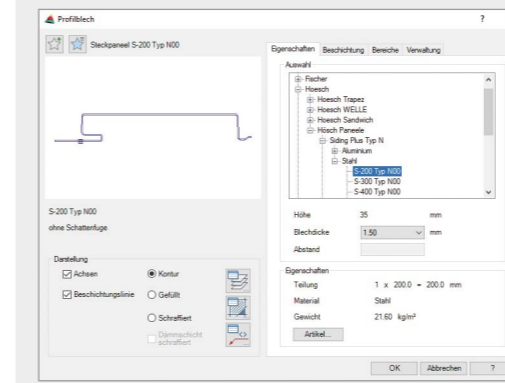 Profilblech
?
Steckpaneel S-200 Typ N00
S-200 Typ N00
ohne Schattenfuge
Darstellung
Achsen
Kontur
Beschichtungslinie
Gefüllt
Schraffiert
Dämmschicht
schraffiert
Eigenschaften Beschichtung Bereiche Verwaltung
Auswahl
Fischer
Hoesch
Hoesch Trapez
Hoesch WELLE
Hoesch Sandwich
Hösch Paneele
Siding Plus Typ N
Aluminium
Stahl
S-200 Typ N00
S-300 Typ N00
S-400 Typ N00
Höhe 35 mm
Blechdicke 1.50 mm
Abstand
Eigenschaften
Teilung 1 x 200.0 = 200.0 mm
Material Stahl
Gewicht 21.60 kg/m²
Artikel...
OK Abbrechen ?